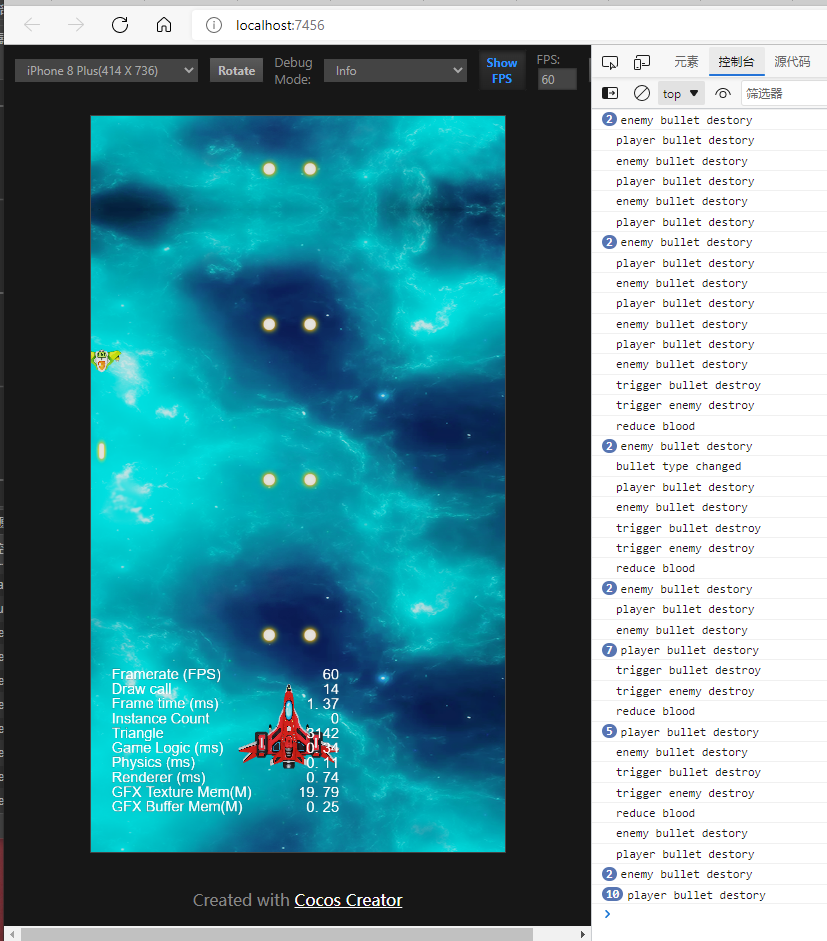 localhost:7456
iPhone 8 Plus(414 X 736)
Rotate
Debug Mode:
Info
Show FPS
FPS:
60
元素
控制台
源代码
top
筛选器
2 enemy bullet destory
player bullet destory
enemy bullet destory
player bullet destory
enemy bullet destory
player bullet destory
2 enemy bullet destory
player bullet destory
enemy bullet destory
player bullet destory
enemy bullet destory
player bullet destory
enemy bullet destory
trigger bullet destroy
trigger enemy destroy
reduce blood
2 enemy bullet destory
bullet type changed
player bullet destory
enemy bullet destory
trigger bullet destroy
trigger enemy destroy
reduce blood
2 enemy bullet destory
player bullet destory
enemy bullet destory
7 player bullet destory
trigger bullet destroy
trigger enemy destroy
reduce blood
5 player bullet destory
enemy bullet destory
trigger bullet destroy
trigger enemy destroy
reduce blood
enemy bullet destory
player bullet destory
2 enemy bullet destory
10 player bullet destory
Framerate (FPS) 60
Draw call 14
Frame time (ms) 1.37
Instance Count 0
Triangle 3142
Game Logic (ms) 0.34
Physics (ms) 0.11
Renderer (ms) 0.74
GFX Texture Mem(M) 19.79
GFX Buffer Mem(M) 0.25
Created with Cocos Creator